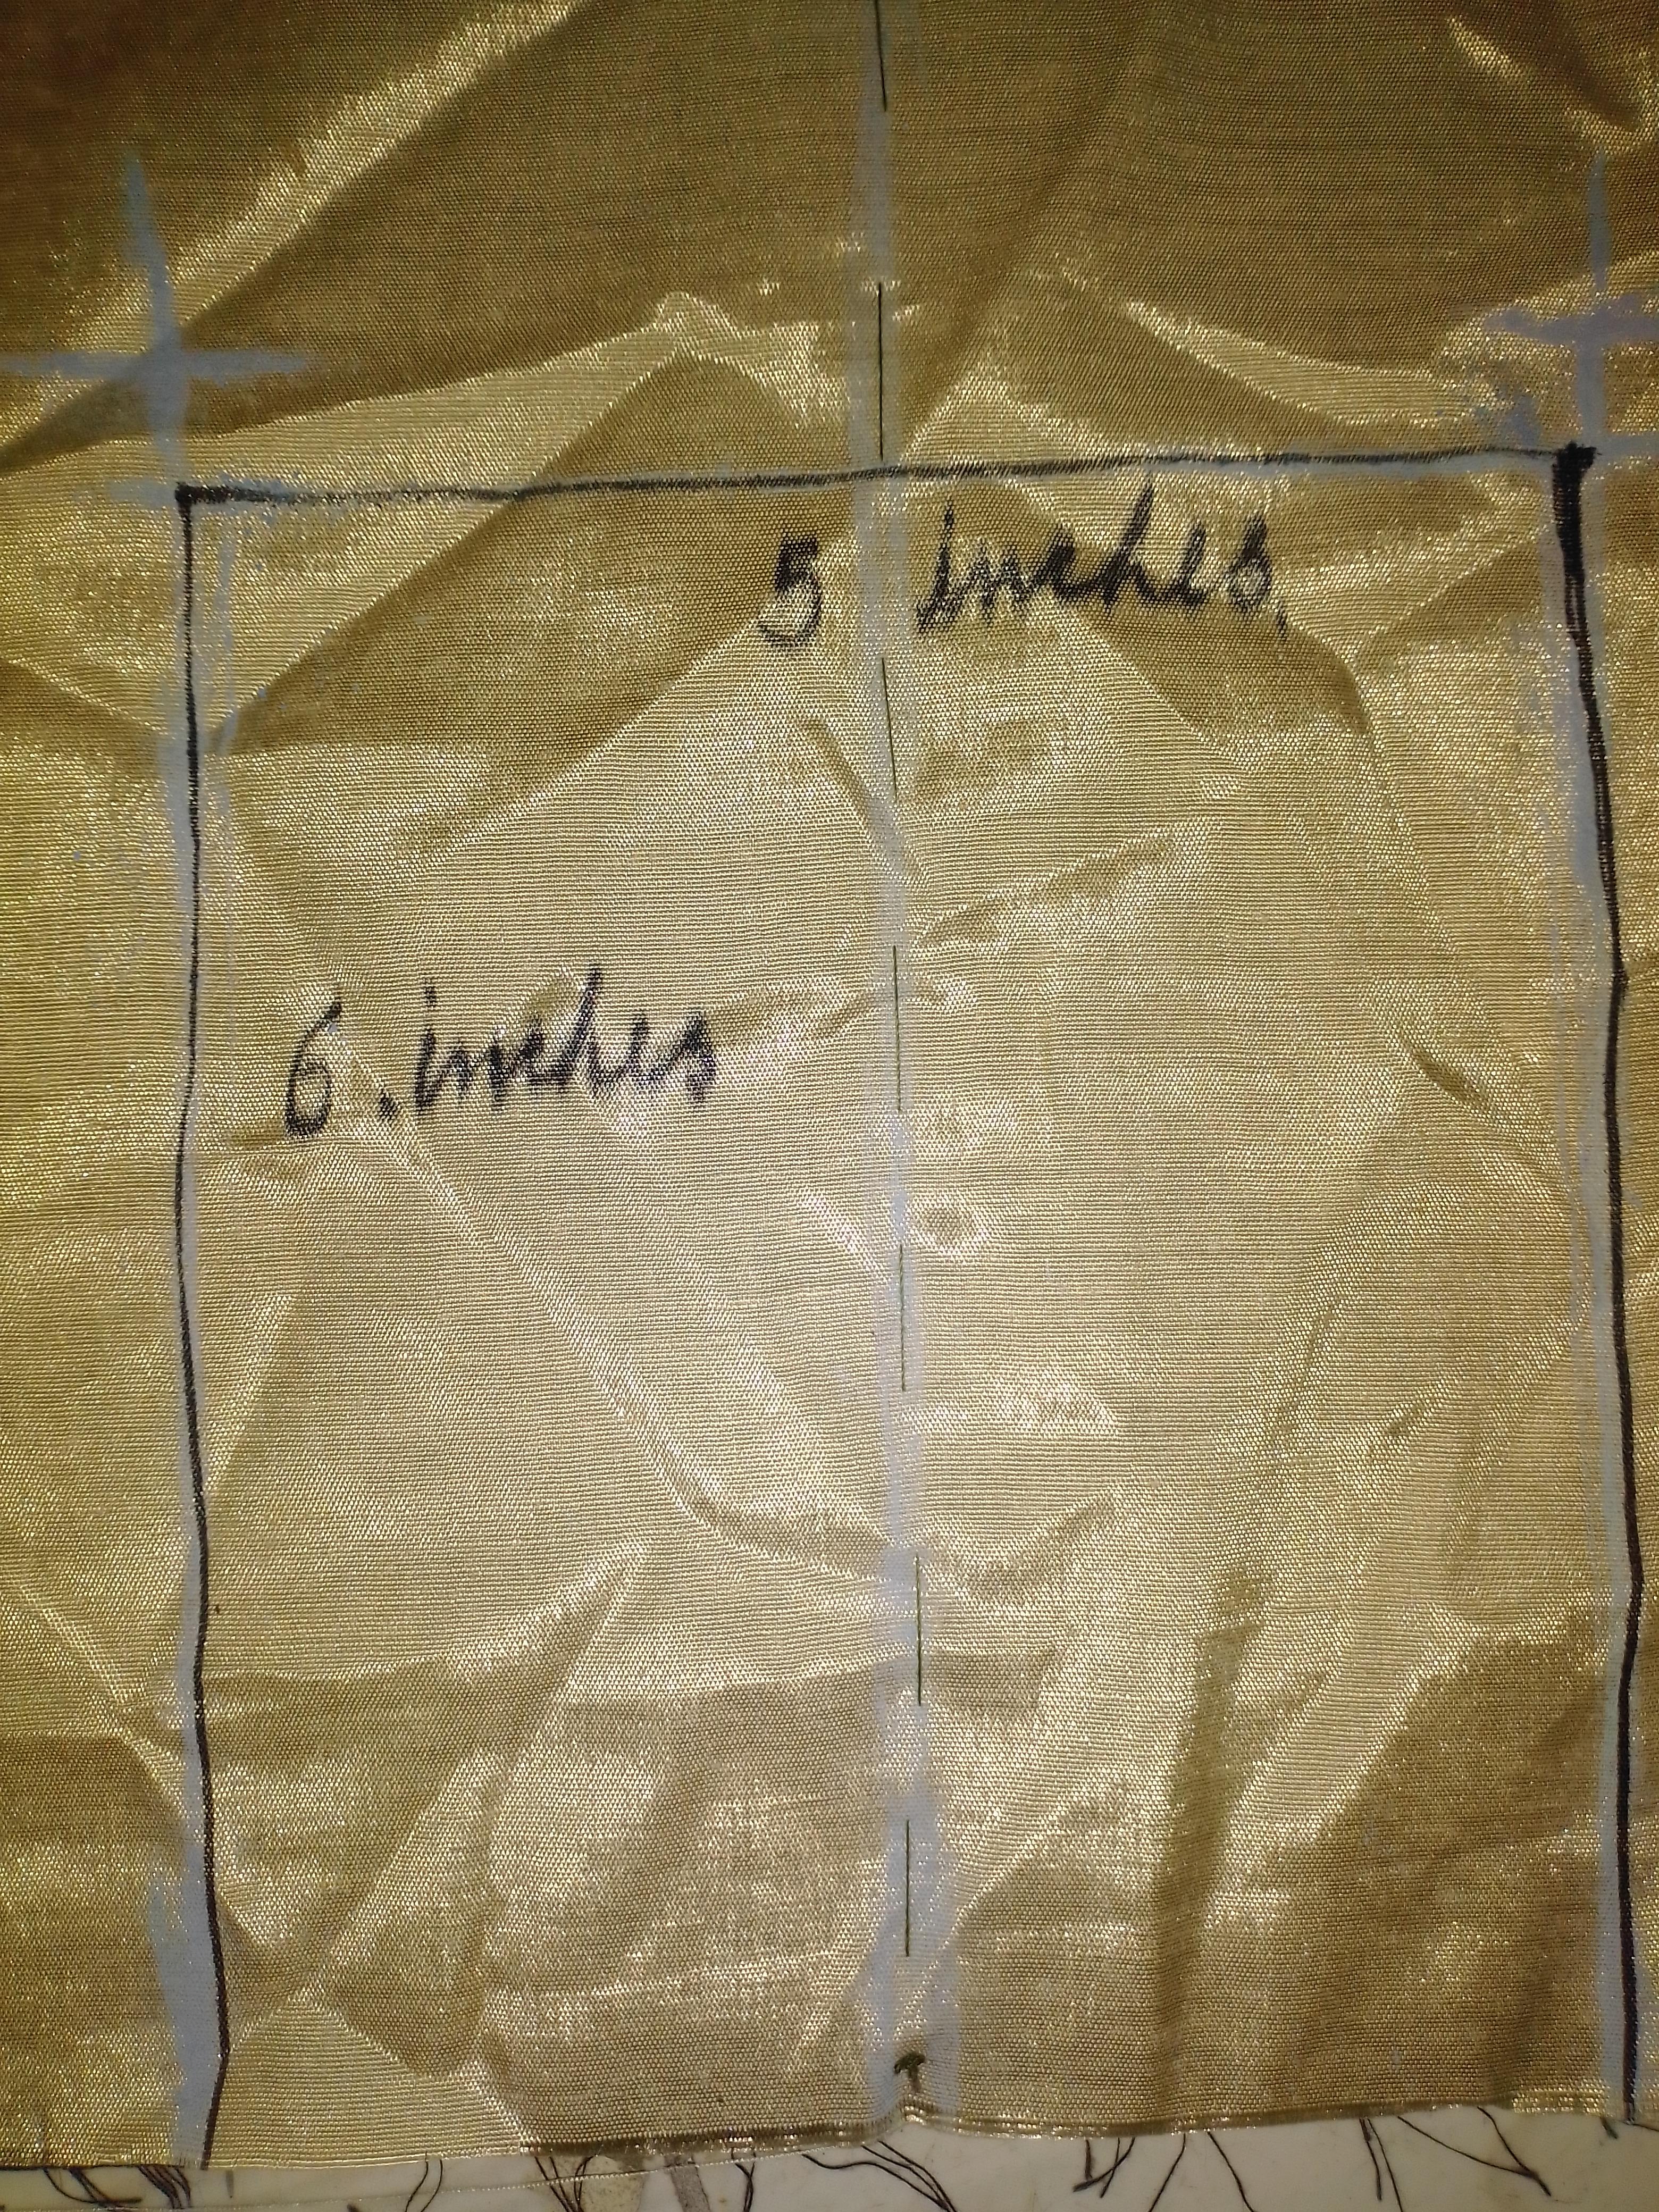 5 inches,
6. inches